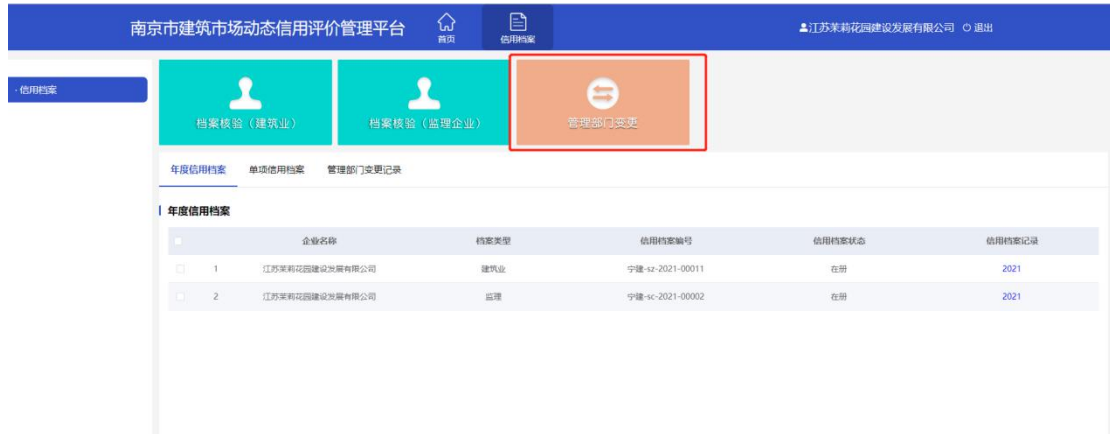 南京市建筑市场动态信用评价管理平台
首页
信用档案
江苏茉莉花园建设发展有限公司 退出
· 信用档案
档案核验（建筑业）
档案核验（监理企业）
管理部门变更
年度信用档案 单项信用档案 管理部门变更记录
年度信用档案
企业名称 档案类型 信用档案编号 信用档案状态 信用档案记录
1 江苏茉莉花园建设发展有限公司 建筑业 宁建-sz-2021-00011 在册 2021
2 江苏茉莉花园建设发展有限公司 监理 宁建-sc-2021-00002 在册 2021